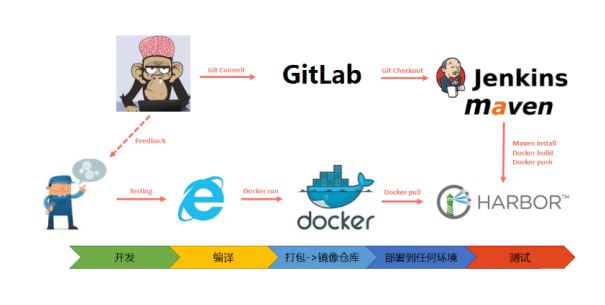 Git Commit
GitLab
Git Checkout
Jenkins
maven
Feedback
Maven install
Docker build
Docker push
Testing
Docker run
docker
Docker pull
HARBOR™
开发
编译
打包->镜像仓库
部署到任何环境
测试